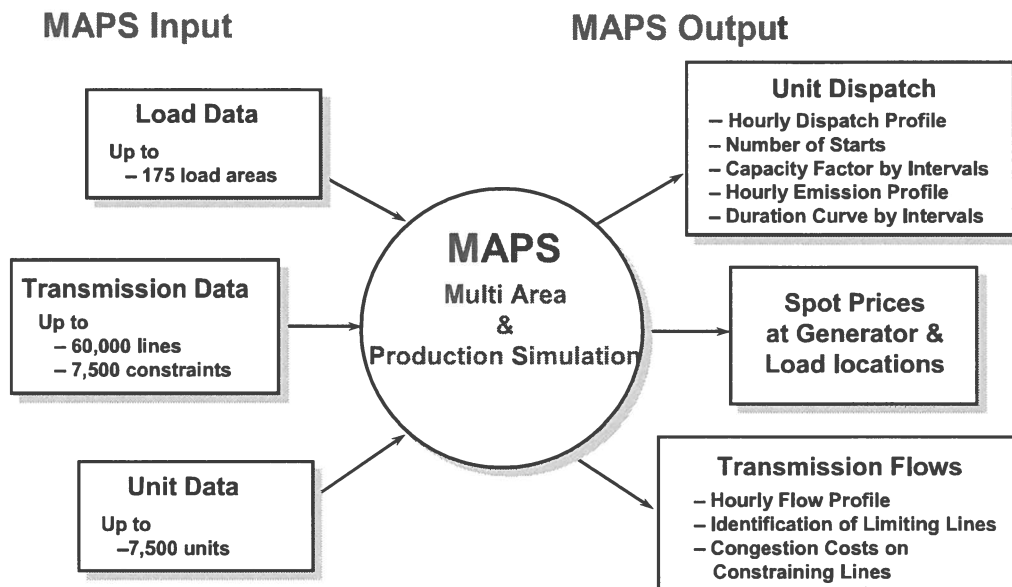 MAPS Input
Load Data
Up to
– 175 load areas
Transmission Data
Up to
– 60,000 lines
– 7,500 constraints
Unit Data
Up to
–7,500 units
MAPS
Multi Area
&
Production Simulation
MAPS Output
Unit Dispatch
– Hourly Dispatch Profile
– Number of Starts
– Capacity Factor by Intervals
– Hourly Emission Profile
– Duration Curve by Intervals
Spot Prices
at Generator &
Load locations
Transmission Flows
– Hourly Flow Profile
– Identification of Limiting Lines
– Congestion Costs on
Constraining Lines